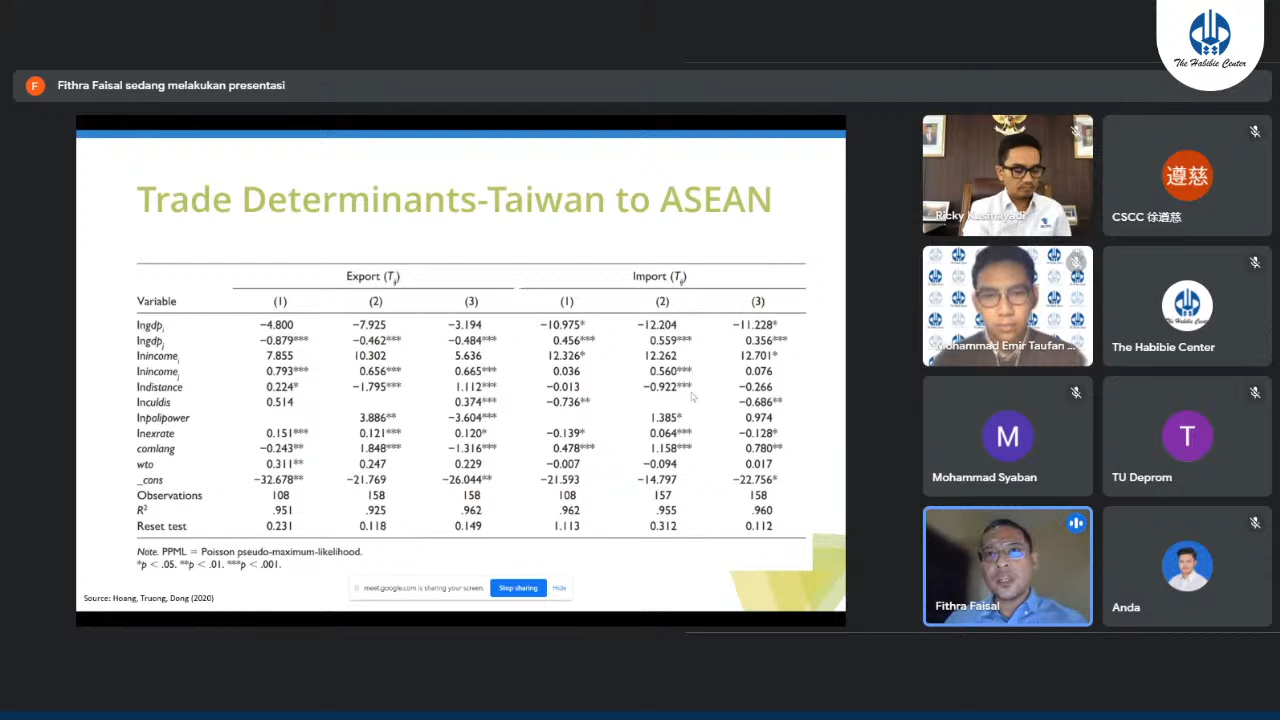 The Habibie Center
F Fithra Faisal sedang melakukan presentasi
Trade Determinants-Taiwan to ASEAN
Export (Tij) Import (Tij)
Variable (1) (2) (3) (1) (2) (3)
lngdpi −4.800 −7.925 −3.194 −10.975* −12.204 −11.228*
lngdpj −0.879*** −0.462*** −0.484*** 0.456*** 0.559*** 0.356***
lnincomei 7.855 10.302 5.636 12.326* 12.262 12.701*
lnincomej 0.793*** 0.656*** 0.665*** 0.036 0.560*** 0.076
lndistance 0.224* −1.795*** 1.112*** −0.013 −0.922*** −0.266
lnculdis 0.514 0.374*** −0.736** −0.686**
lnpolipower 3.886** −3.604*** 1.385* 0.974
lnexrate 0.151*** 0.121*** 0.120* −0.139* 0.064*** −0.128*
comlang −0.243** 1.848*** −1.316*** 0.478*** 1.158*** 0.780**
wto 0.311** 0.247 0.229 −0.007 −0.094 0.017
_cons −32.678** −21.769 −26.044** −21.593 −14.797 −22.756*
Observations 108 158 158 108 157 158
R2 .951 .925 .962 .962 .955 .960
Reset test 0.231 0.118 0.149 1.113 0.312 0.112
Note. PPML = Poisson pseudo-maximum-likelihood.
*p < .05. **p < .01. ***p < .001.
meet.google.com is sharing your screen. Stop sharing Hide
Source: Hoang, Truong, Dong (2020)
Ricky Kusmayadi
遵慈
CSCC 徐遵慈
Mohammad Emir Taufan ...
The Habibie Center
M
Mohammad Syaban
T
TU Deprom
Fithra Faisal
Anda